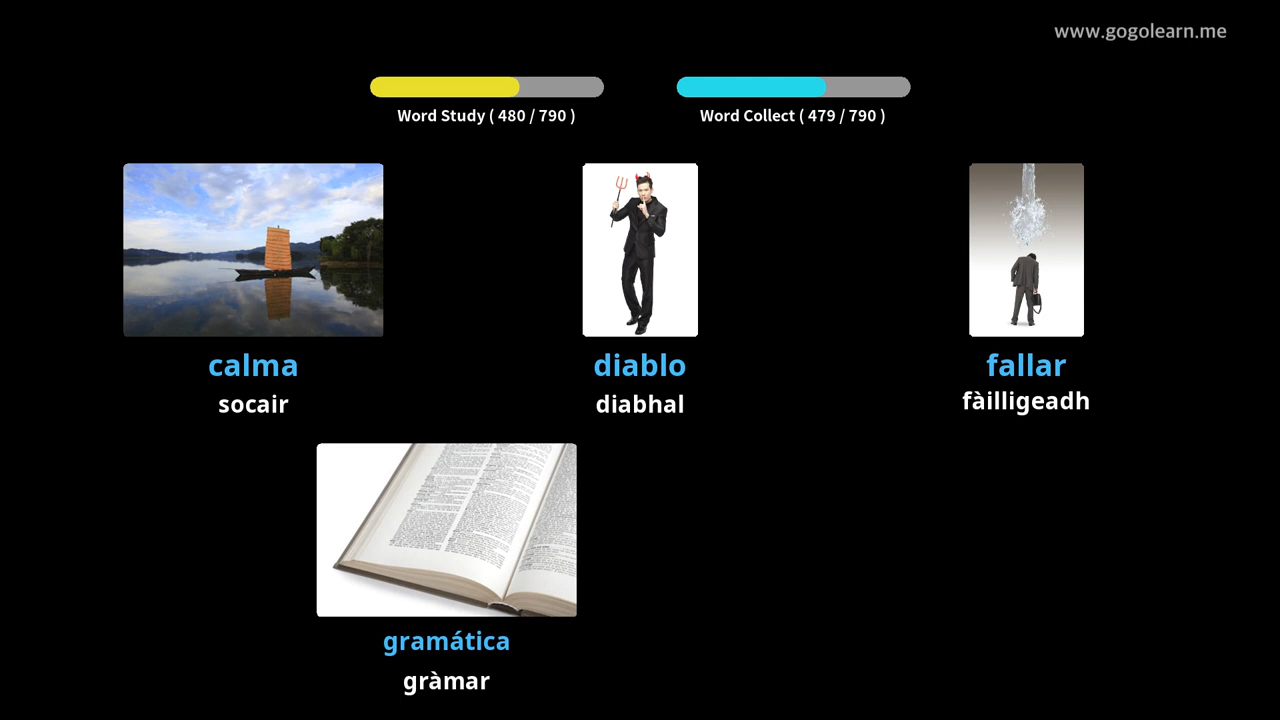 www.gogolearn.me
Word Study ( 480 / 790 )
Word Collect ( 479 / 790 )
calma
socair
diablo
diabhal
fallar
fàilligeadh
gramática
gràmar